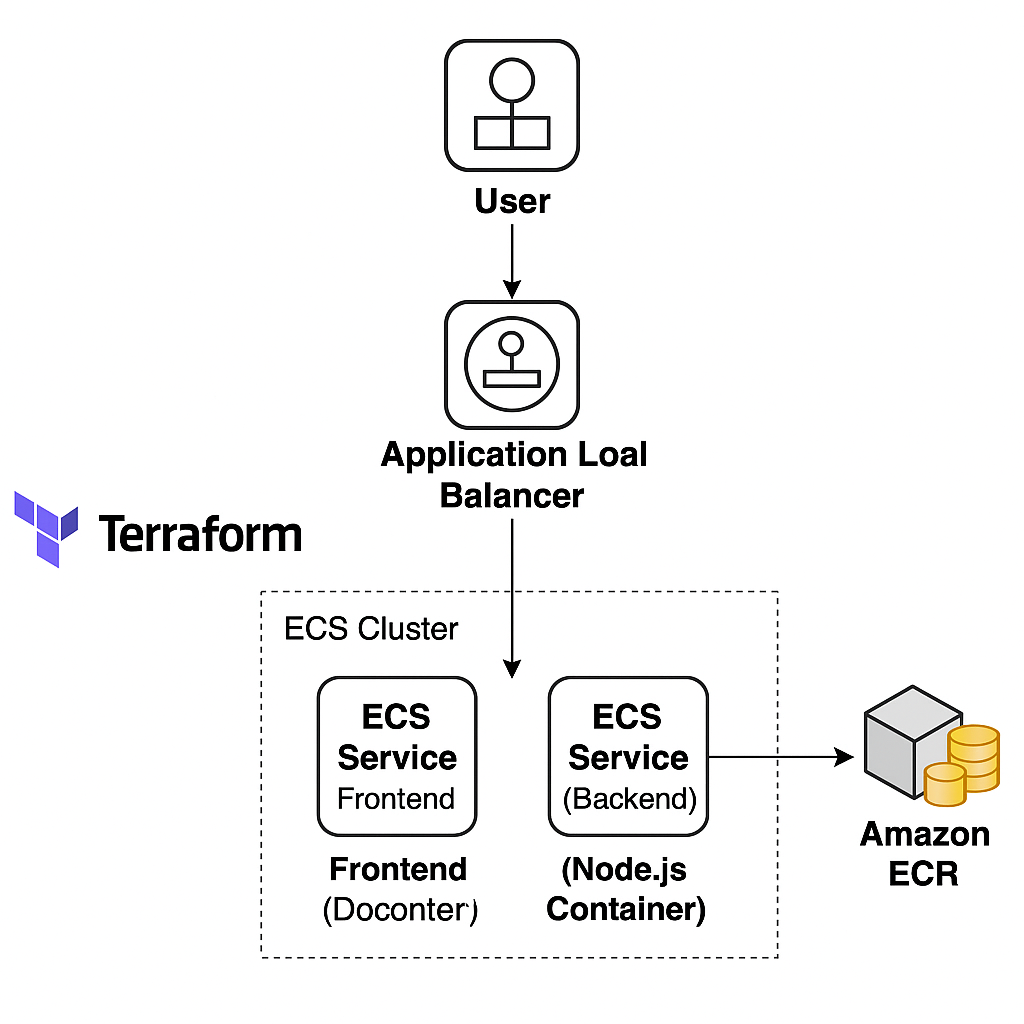 User
Application Loal
Balancer
Terraform
ECS Cluster
ECS
Service
Frontend
ECS
Service
(Backend)
Frontend
(Doconter)
(Node.js
Container)
Amazon
ECR